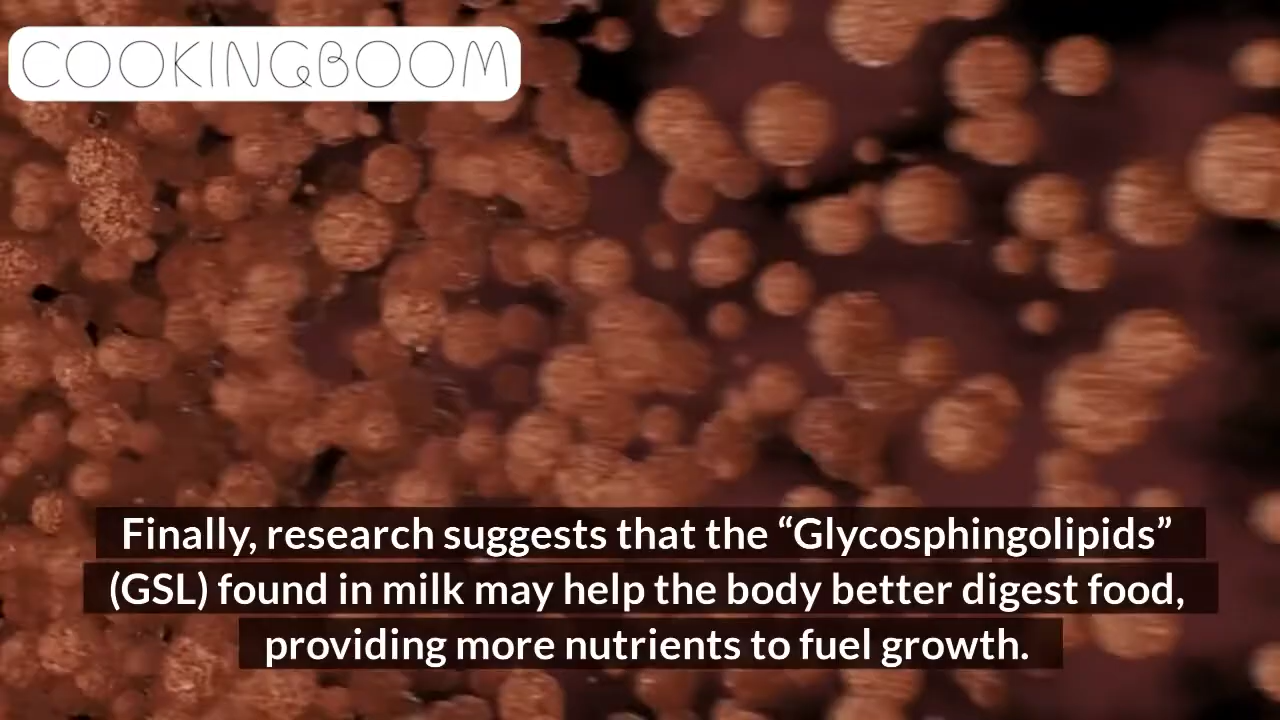 COOKINGBOOM
Finally, research suggests that the “Glycosphingolipids”
(GSL) found in milk may help the body better digest food,
providing more nutrients to fuel growth.